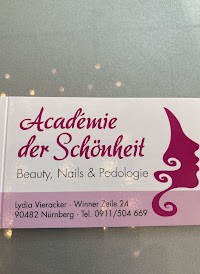 Académie
der Schönheit
Beauty, Nails & Podologie
Lydia Vieracker · Winner Zeile 24
90482 Nürnberg · Tel. 0911/504 669